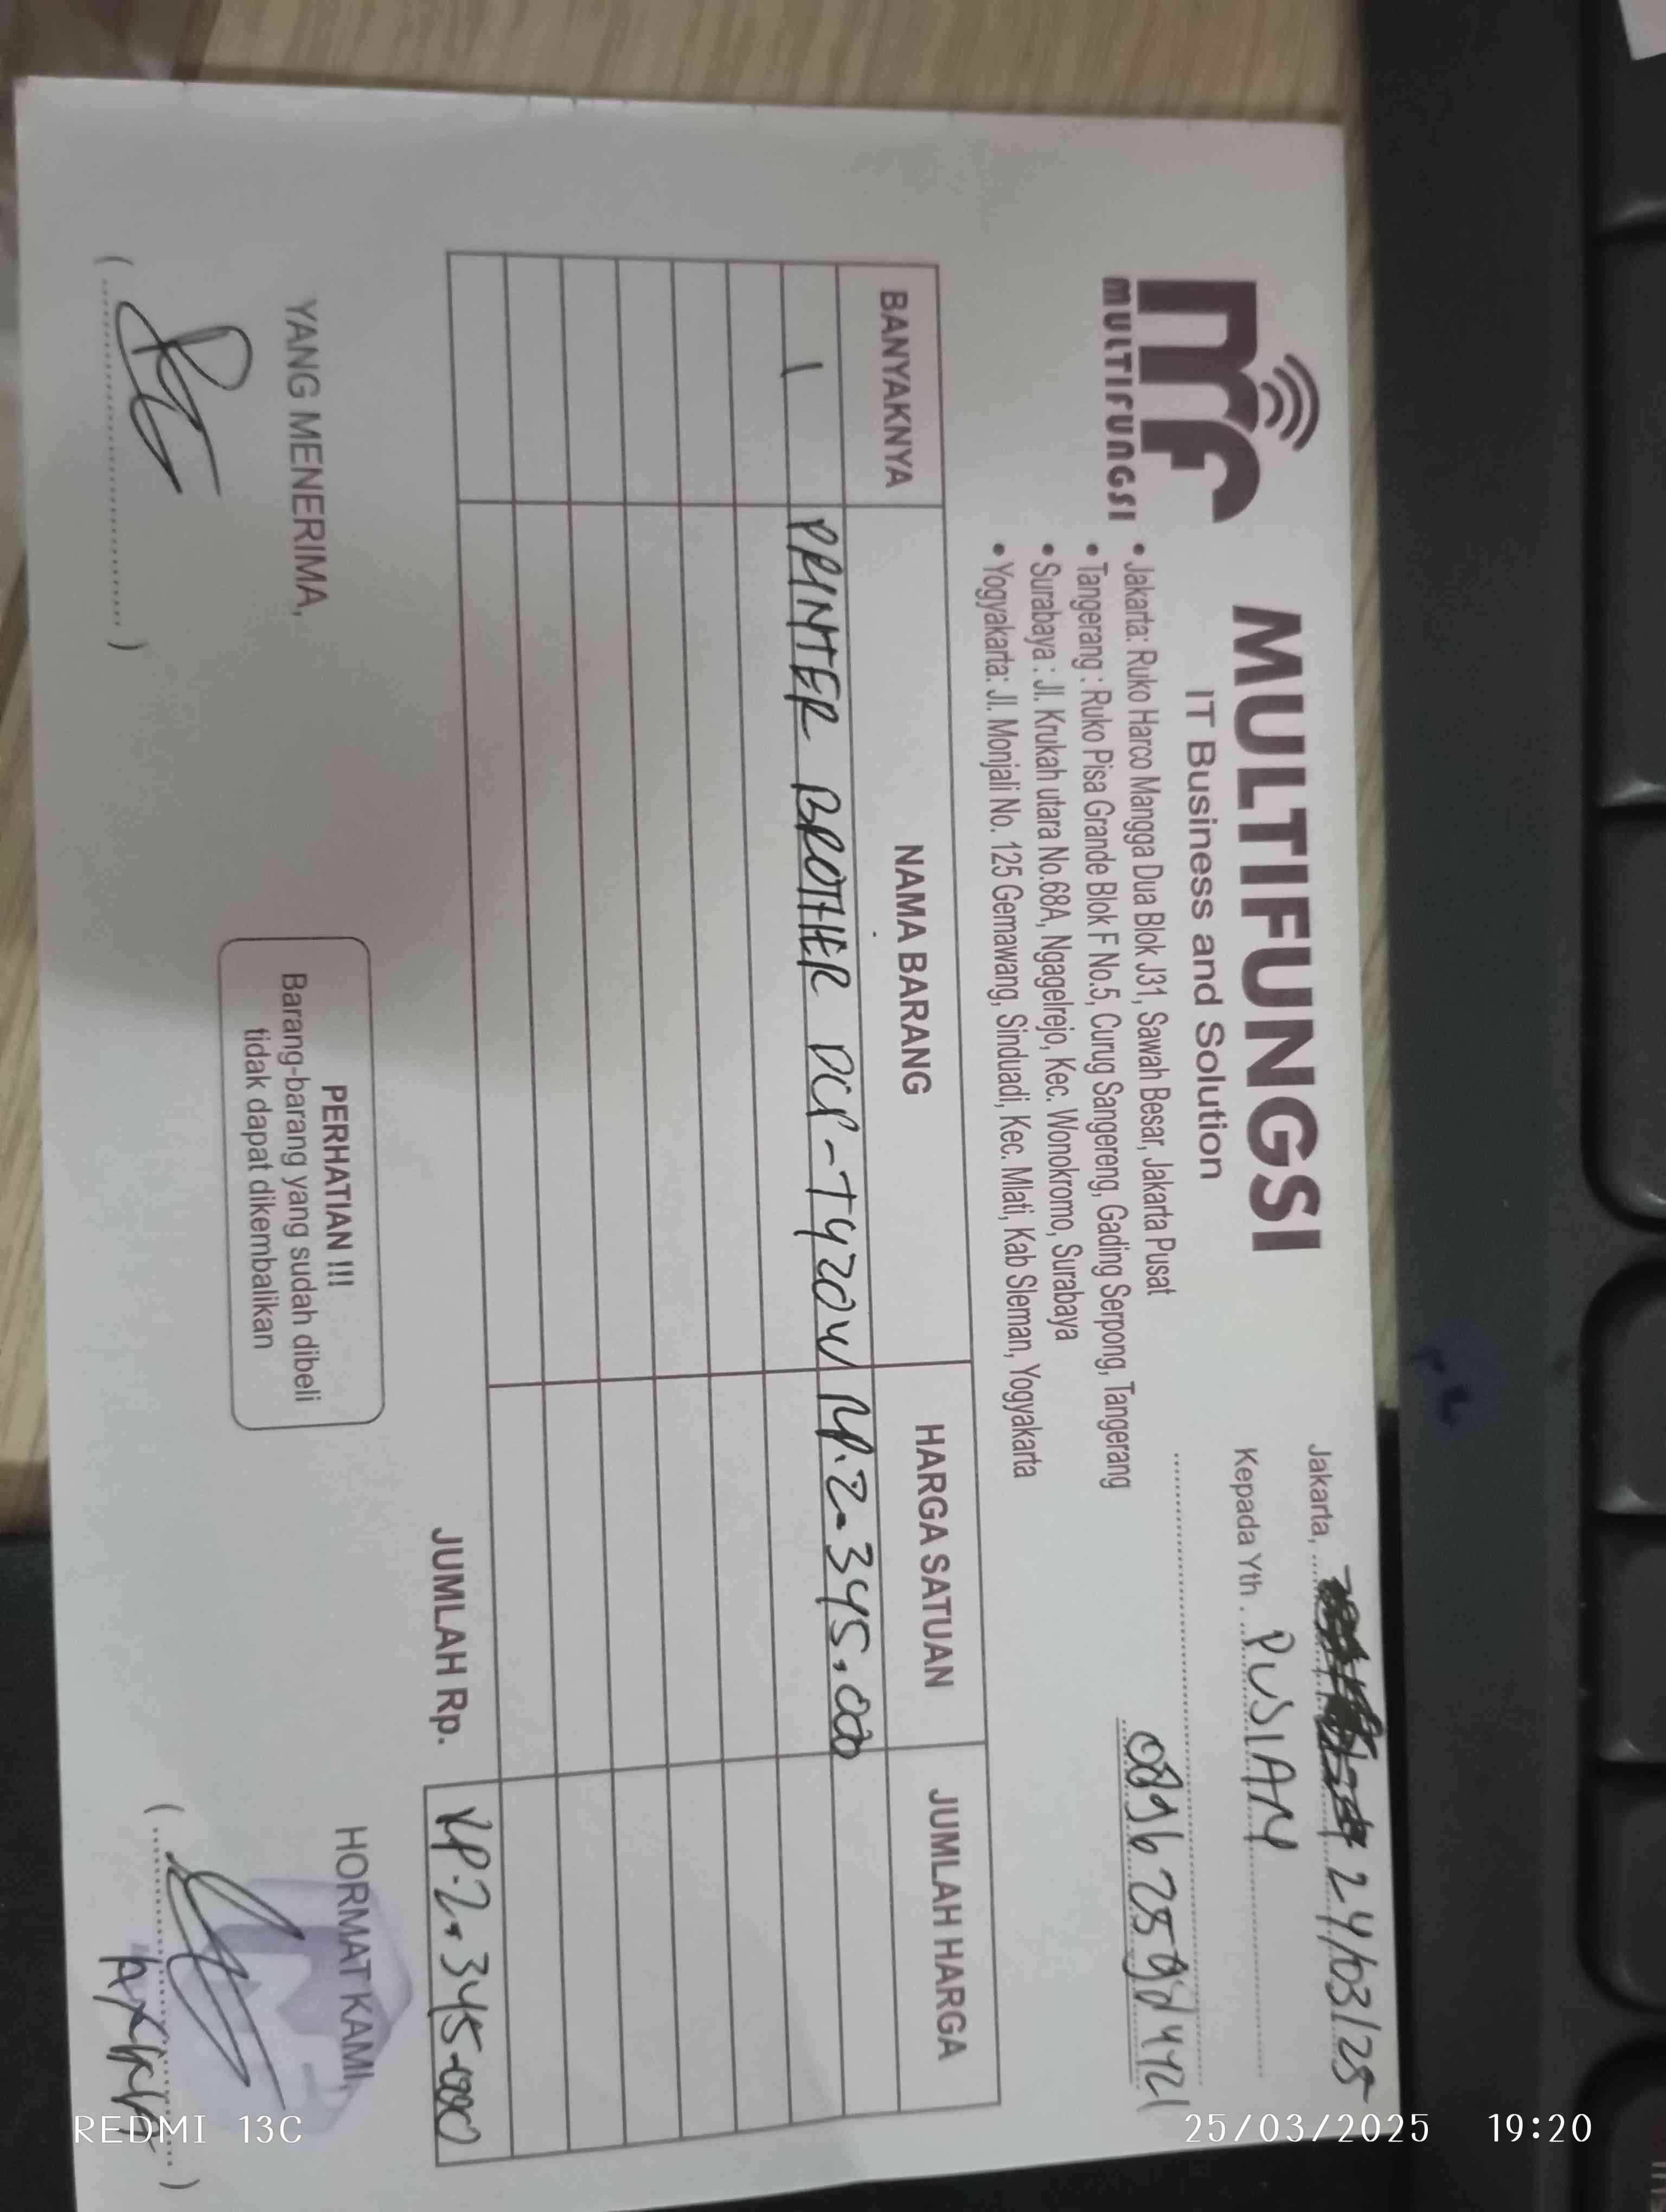 MULTIFUNGSI
MULTIFUNGSI
IT Business and Solution
• Jakarta: Ruko Harco Mangga Dua Blok J31, Sawah Besar, Jakarta Pusat
• Tangerang : Ruko Pisa Grande Blok F No.5, Curug Sangereng, Gading Serpong, Tangerang
• Surabaya : Jl. Krukah utara No.68A, Ngagelrejo, Kec. Wonokromo, Surabaya
• Yogyakarta: Jl. Monjali No. 125 Gemawang, Sinduadi, Kec. Mlati, Kab Sleman, Yogyakarta
Jakarta, 24/03/25
Kepada Yth. PUSIAN
BANYAKNYA NAMA BARANG HARGA SATUAN JUMLAH HARGA
1 PRINTER BROTHER DCP-T420W RP.2.345.000
JUMLAH Rp. RP.2.345.000
YANG MENERIMA,
PERHATIAN !!!
Barang-barang yang sudah dibeli
tidak dapat dikembalikan
HORMAT KAMI,
REDMI 13C 25/03/2025 19:20